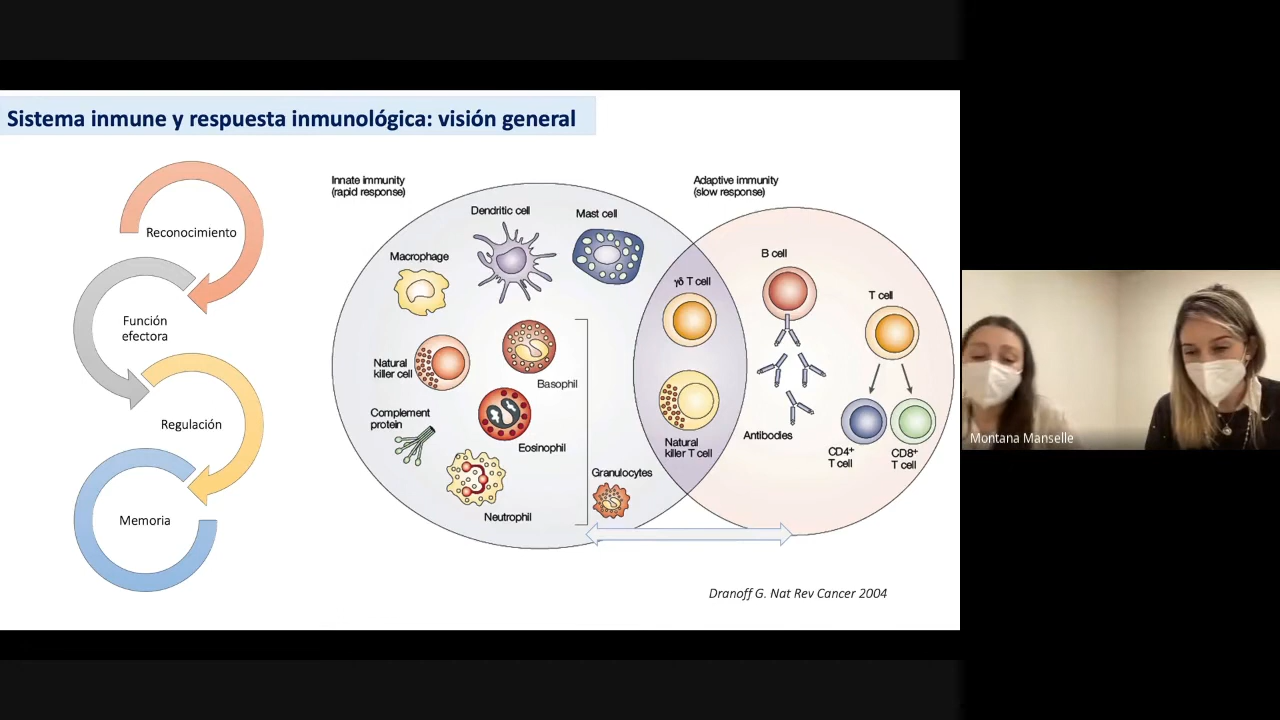 Sistema inmune y respuesta inmunológica: visión general
Reconocimiento
Función
efectora
Regulación
Memoria
Innate immunity
(rapid response)
Dendritic cell
Mast cell
Macrophage
Natural
killer cell
Basophil
Complement
protein
Eosinophil
Neutrophil
Granulocytes
γδ T cell
Natural
killer T cell
Adaptive immunity
(slow response)
B cell
T cell
Antibodies
CD4⁺
T cell
CD8⁺
T cell
Dranoff G. Nat Rev Cancer 2004
Montana Manselle